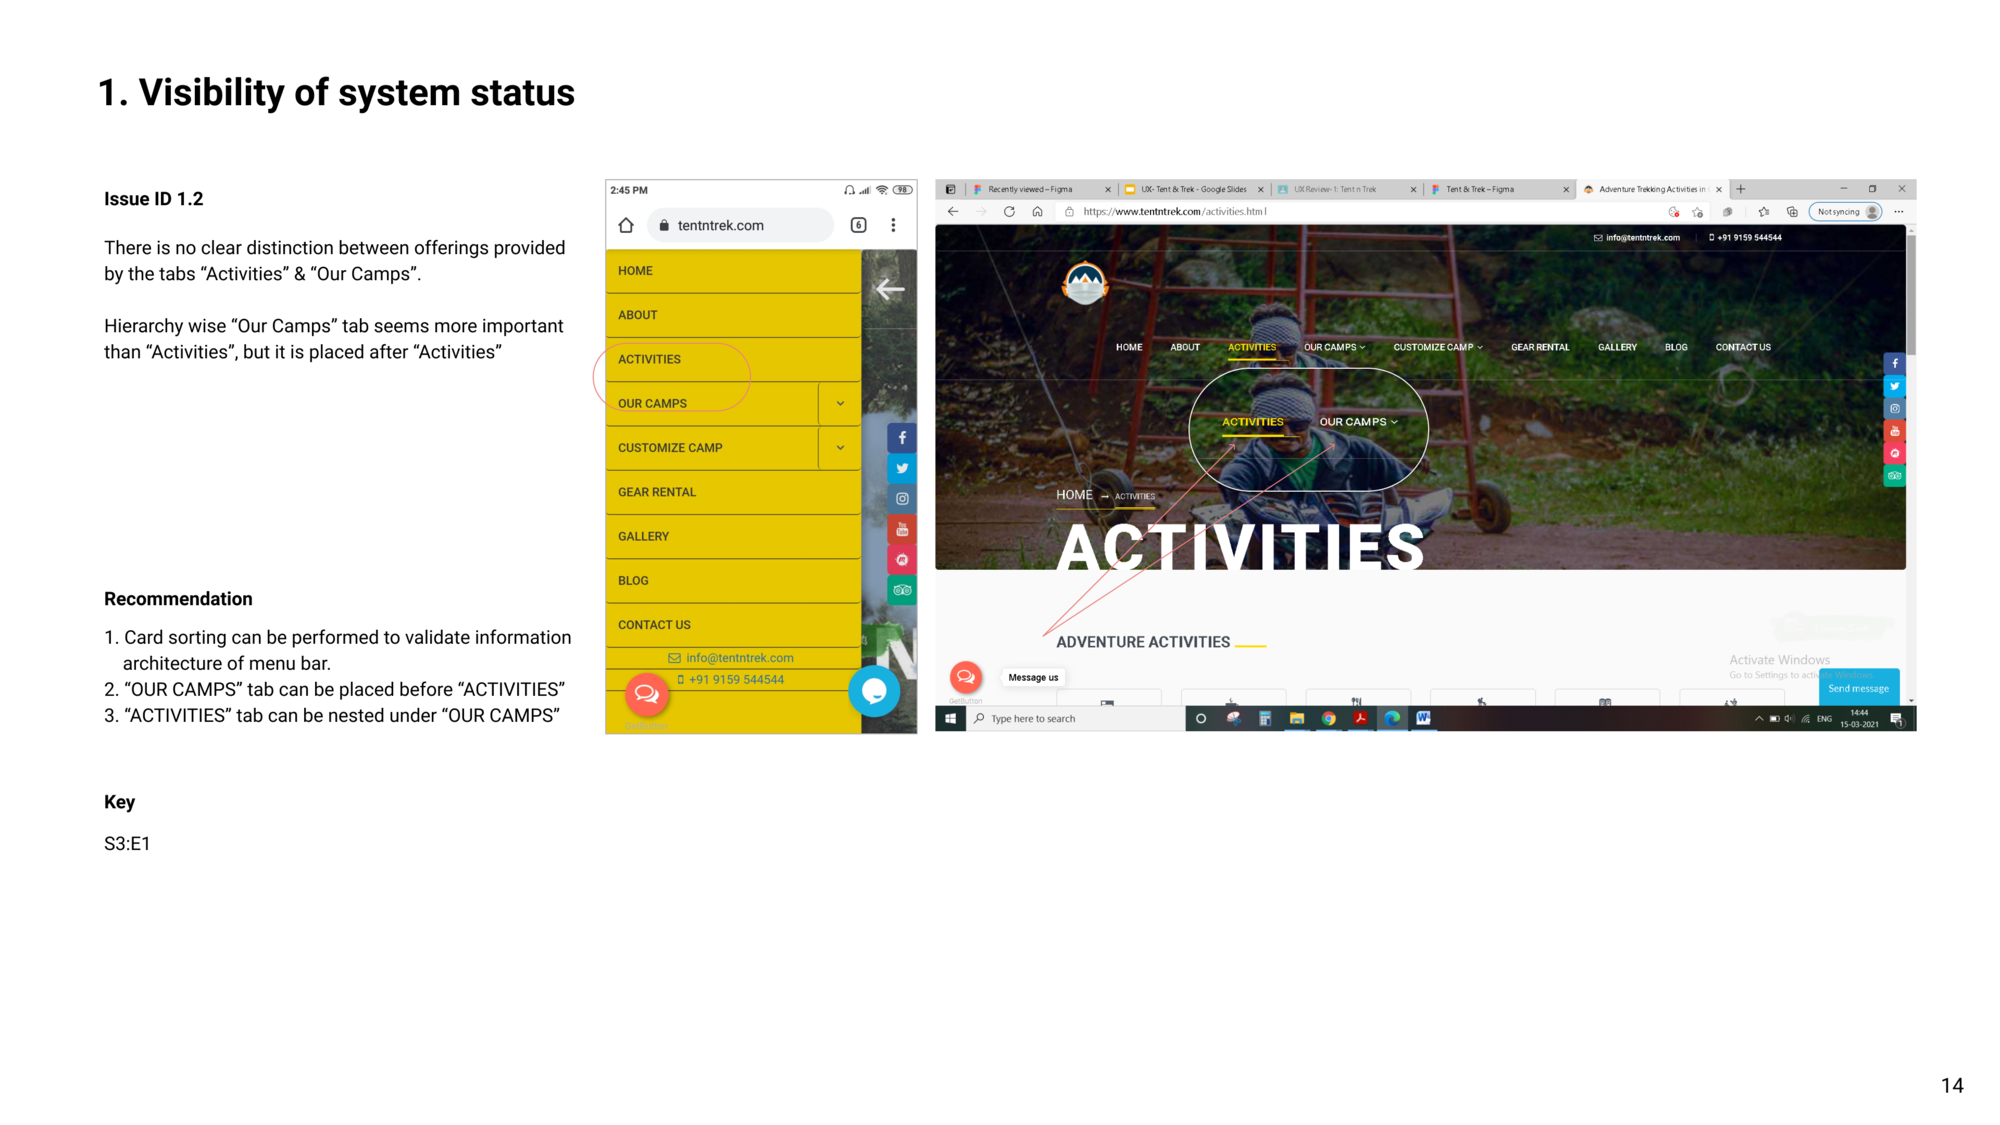 1. Visibility of system status
Issue ID 1.2
There is no clear distinction between offerings provided
by the tabs “Activities” & “Our Camps”.
Hierarchy wise “Our Camps” tab seems more important
than “Activities”, but it is placed after “Activities”
Recommendation
1. Card sorting can be performed to validate information
architecture of menu bar.
2. “OUR CAMPS” tab can be placed before “ACTIVITIES”
3. “ACTIVITIES” tab can be nested under “OUR CAMPS”
Key
S3:E1
2:45 PM
98
tentntrek.com
6
HOME
ABOUT
ACTIVITIES
OUR CAMPS
CUSTOMIZE CAMP
GEAR RENTAL
GALLERY
BLOG
CONTACT US
info@tentntrek.com
+91 9159 544544
Recently viewed – Figma
UX- Tent & Trek - Google Slides
UX Review- 1: Tent n Trek
Tent & Trek – Figma
Adventure Trekking Activities in
https://www.tentntrek.com/activities.html
Not syncing
info@tentntrek.com
+91 9159 544544
HOME ABOUT ACTIVITIES OUR CAMPS CUSTOMIZE CAMP GEAR RENTAL GALLERY BLOG CONTACT US
ACTIVITIES OUR CAMPS
HOME → ACTIVITIES
ACTIVITIES
ADVENTURE ACTIVITIES
Message us
GetButton
Activate Windows
Go to Settings to activate Windows.
Send message
Type here to search
ENG
14:44
15-03-2021
14